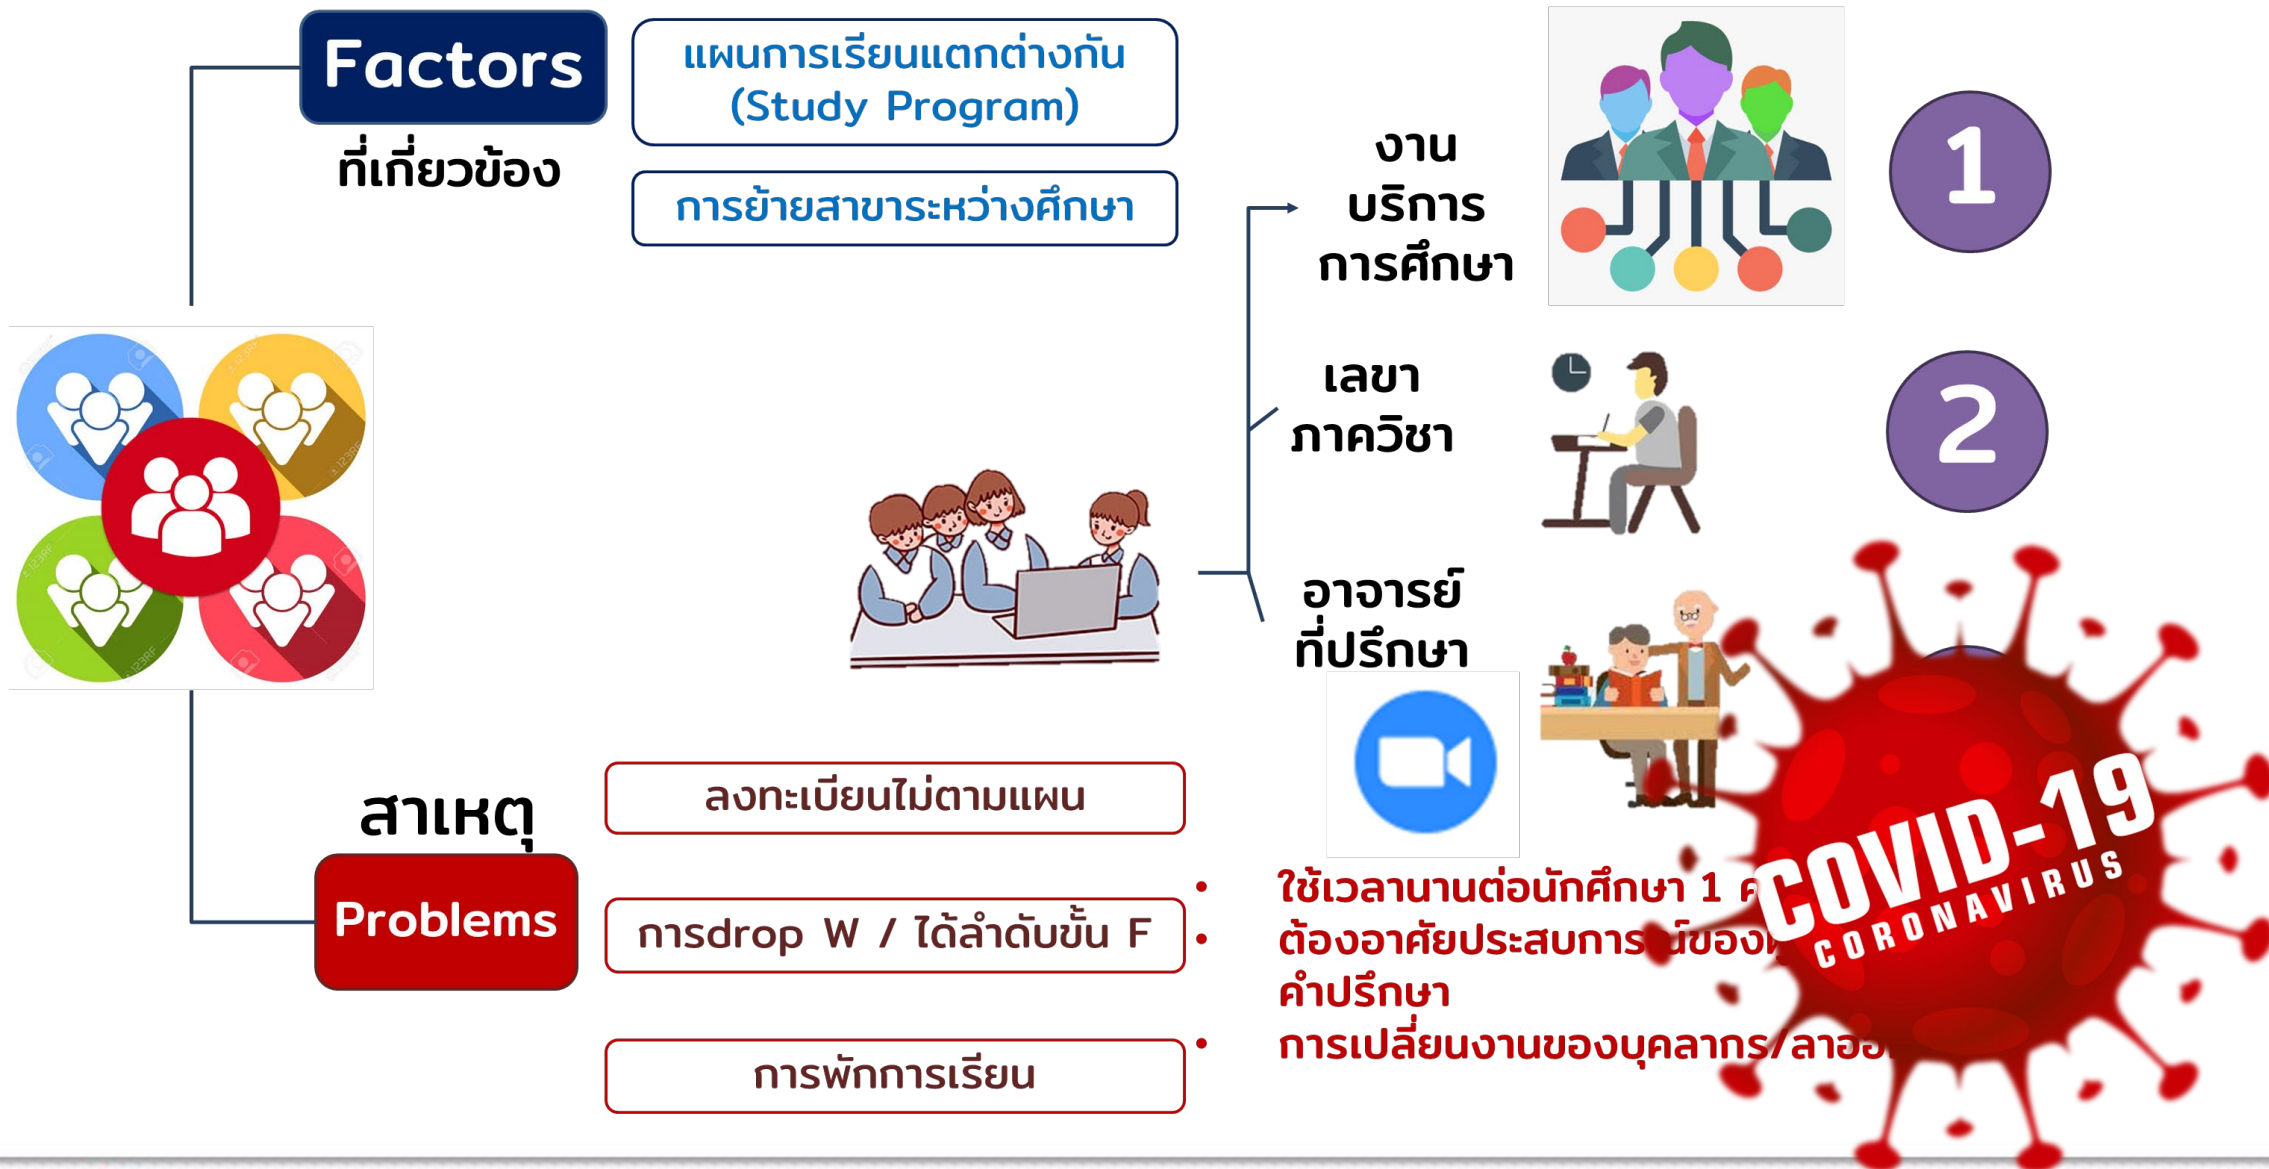 Factors
ที่เกี่ยวข้อง
แผนการเรียนแตกต่างกัน
(Study Program)
การย้ายสาขาระหว่างศึกษา
งาน
บริการ
การศึกษา
1
เลขา
ภาควิชา
2
อาจารย์
ที่ปรึกษา
สาเหตุ
Problems
ลงทะเบียนไม่ตามแผน
การdrop W / ได้ลำดับขั้น F
การพักการเรียน
• ใช้เวลานานต่อนักศึกษา 1
• ต้องอาศัยประสบการณ์ของ
คำปรึกษา
• การเปลี่ยนงานของบุคลากร/
COVID-19
CORONAVIRUS